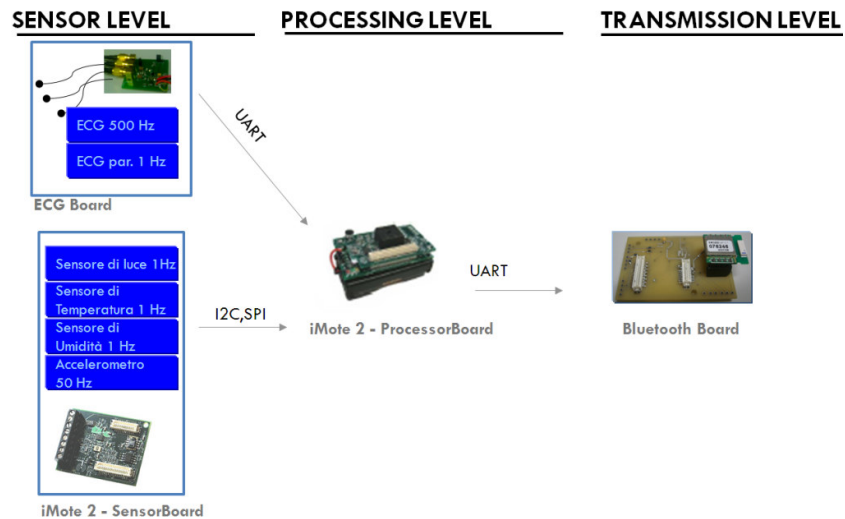 SENSOR LEVEL
PROCESSING LEVEL
TRANSMISSION LEVEL
ECG 500 Hz
ECG par. 1 Hz
ECG Board
UART
Sensore di luce 1Hz
Sensore di
Temperatura 1 Hz
Sensore di
Umidità 1 Hz
Accelerometro
50 Hz
iMote 2 - SensorBoard
I2C,SPI
iMote 2 - ProcessorBoard
UART
Bluetooth Board